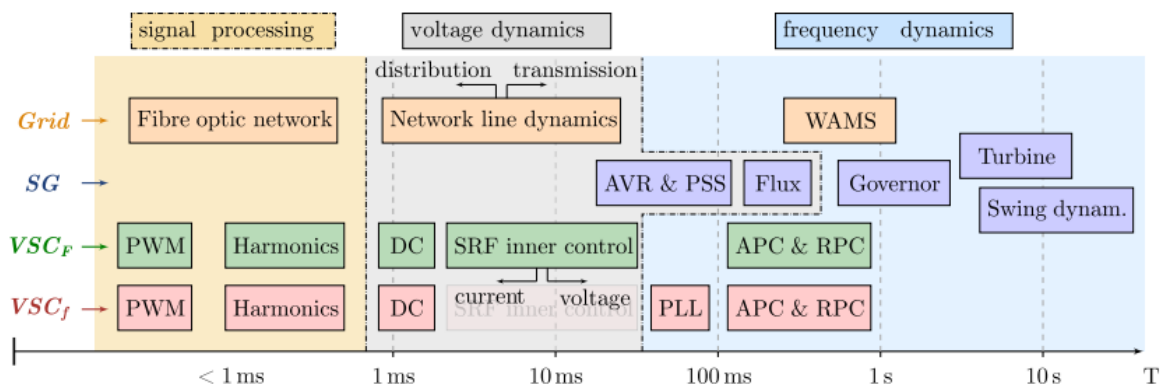 signal processing
voltage dynamics
frequency dynamics
distribution
transmission
Grid
Fibre optic network
Network line dynamics
WAMS
SG
AVR & PSS
Flux
Governor
Turbine
Swing dynam.
VSC_F
PWM
Harmonics
DC
SRF inner control
APC & RPC
current
voltage
VSC_f
PWM
Harmonics
DC
SRF inner control
PLL
APC & RPC
< 1 ms
1 ms
10 ms
100 ms
1 s
10 s
T